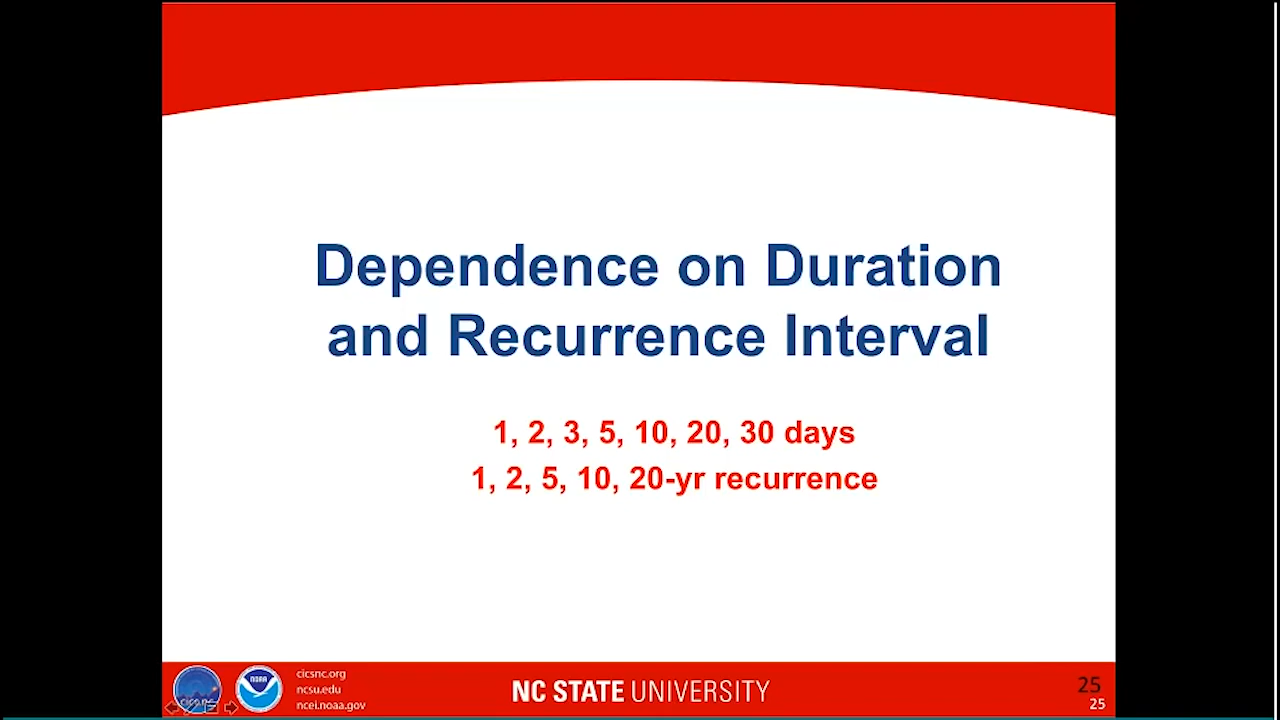 Dependence on Duration
and Recurrence Interval
1, 2, 3, 5, 10, 20, 30 days
1, 2, 5, 10, 20-yr recurrence
NOAA
cicsnc.org
ncsu.edu
ncei.noaa.gov
NC STATE UNIVERSITY
25
25